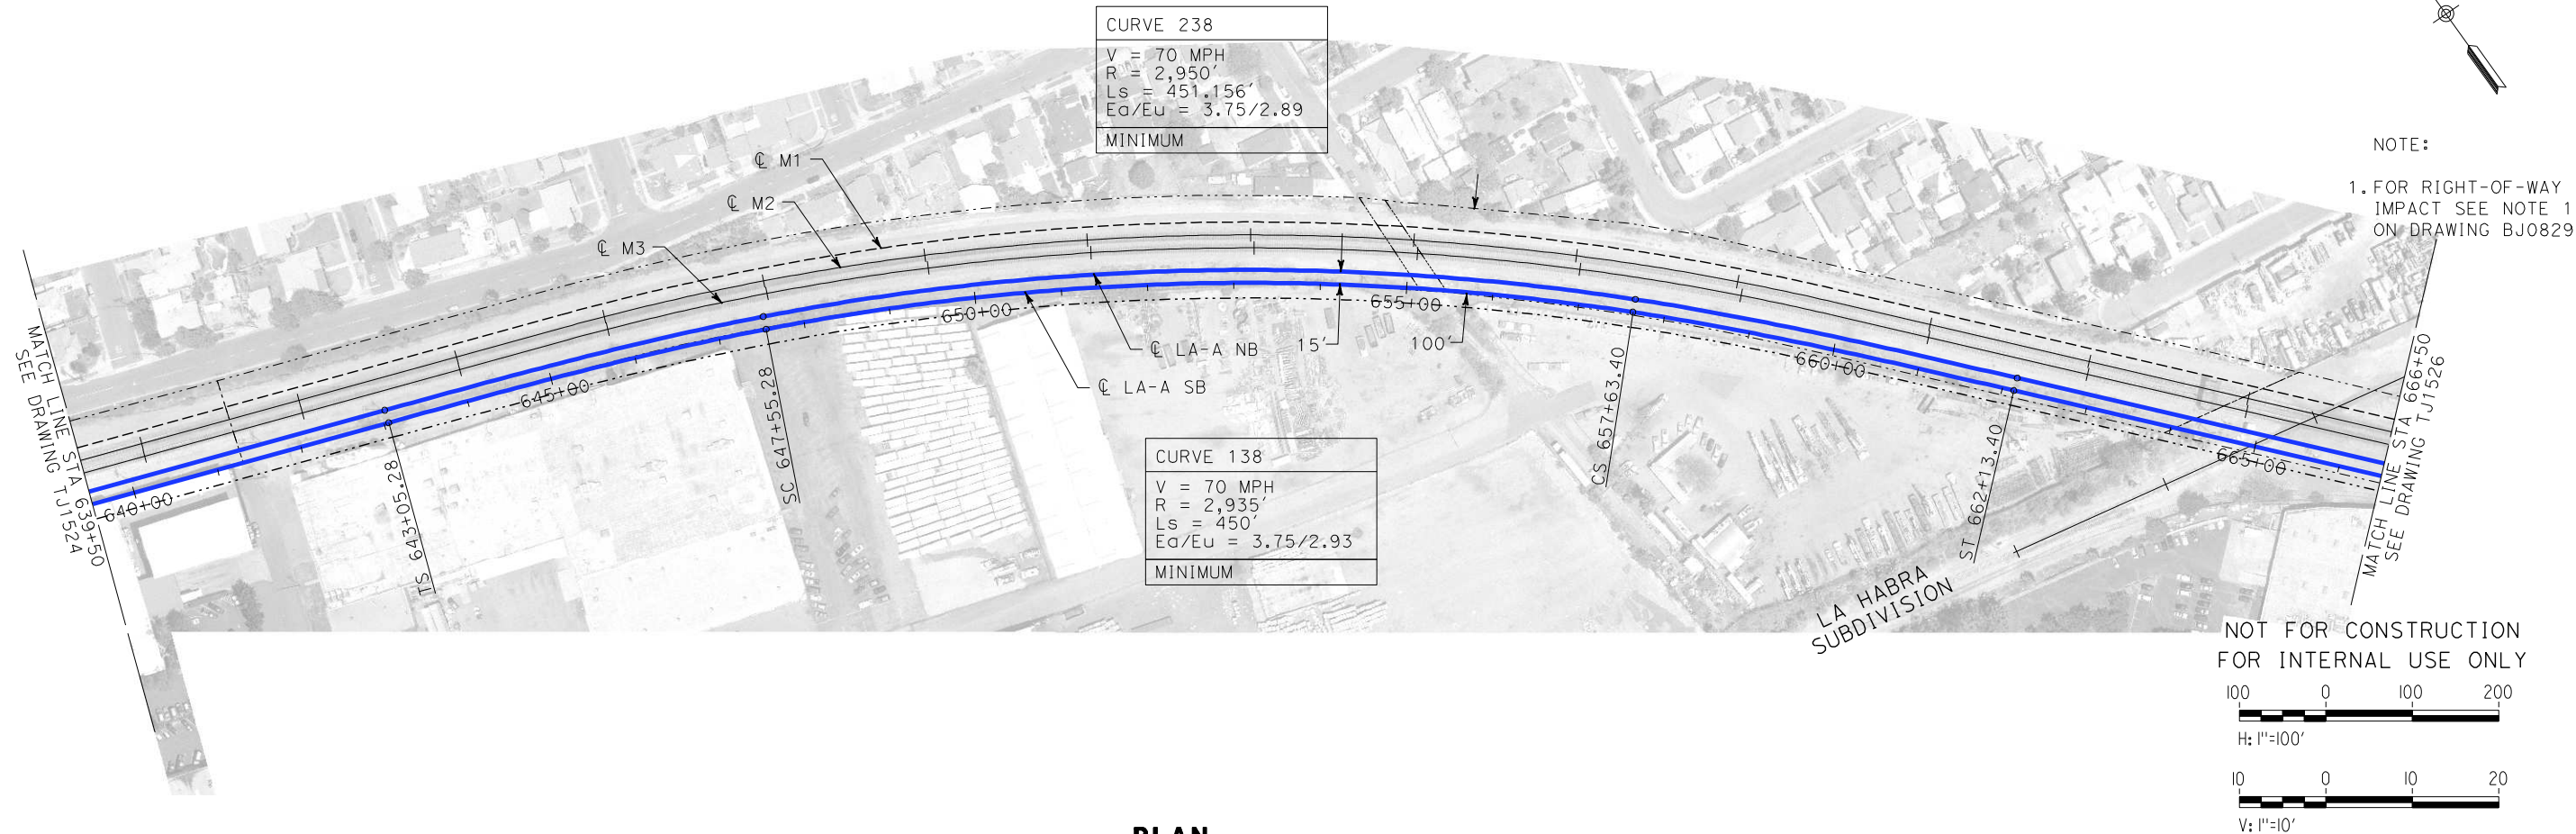 CURVE 238
V = 70 MPH
R = 2,950'
Ls = 451.156'
Ea/Eu = 3.75/2.89
MINIMUM
NOTE:
1. FOR RIGHT-OF-WAY
IMPACT SEE NOTE 1
ON DRAWING BJ0829
℄ M1
℄ M2
℄ M3
MATCH LINE STA 639+50
SEE DRAWING TJ1524
640+00
TS 643+05.28
645+00
SC 647+55.28
650+00
℄ LA-A NB
℄ LA-A SB
15'
655+00
100'
CS 657+63.40
660+00
ST 662+13.40
665+00
MATCH LINE STA 666+50
SEE DRAWING TJ1526
CURVE 138
V = 70 MPH
R = 2,935'
Ls = 450'
Ea/Eu = 3.75/2.93
MINIMUM
LA HABRA
SUBDIVISION
NOT FOR CONSTRUCTION
FOR INTERNAL USE ONLY
100 0 100 200
H: 1"=100'
10 0 10 20
V: 1"=10'
PLAN